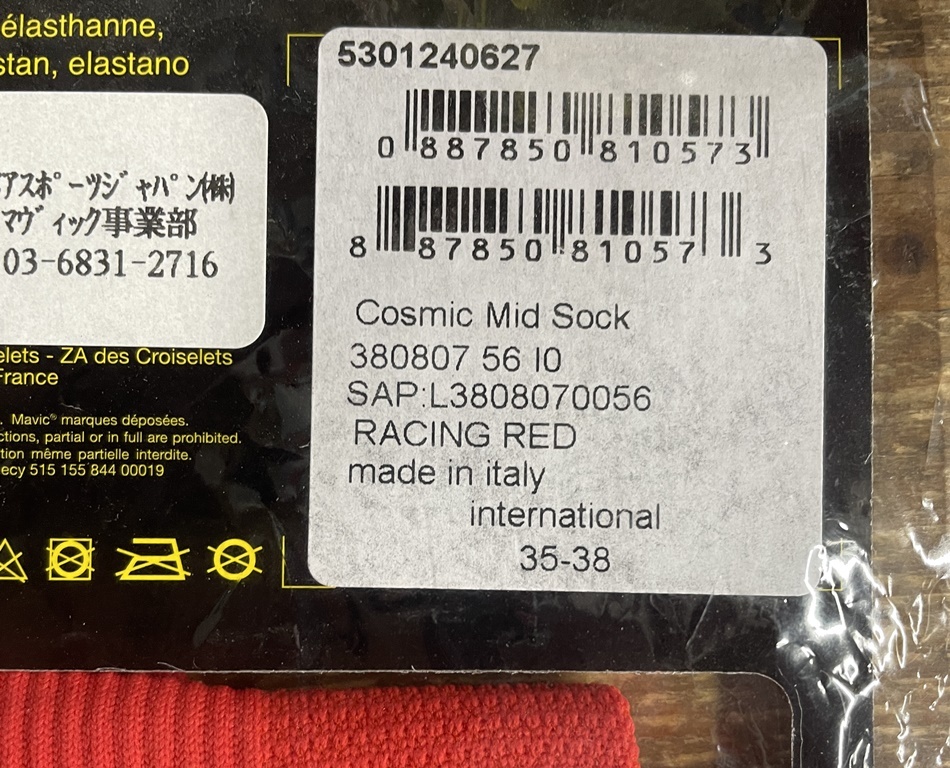 élasthanne,
stan, elastano
アスポーツジャパン㈱
マヴィック事業部
03-6831-2716
elets - ZA des Croiselets
France
. Mavic® marques déposées.
ctions, partial or in full are prohibited.
tion même partielle interdite.
ecy 515 155 844 00019
5301240627
0 887850 810573
8 87850 81057 3
Cosmic Mid Sock
380807 56 I0
SAP:L3808070056
RACING RED
made in italy
international
35-38